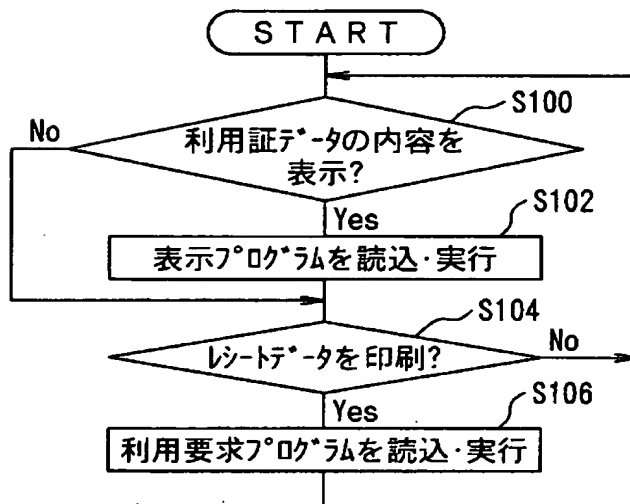 START
S100
No
利用証ﾃﾞｰﾀの内容を
表示?
Yes
S102
表示ﾌﾟﾛｸﾞﾗﾑを読込·実行
S104
ﾚｼｰﾄﾃﾞｰﾀを印刷?
No
Yes
S106
利用要求ﾌﾟﾛｸﾞﾗﾑを読込·実行